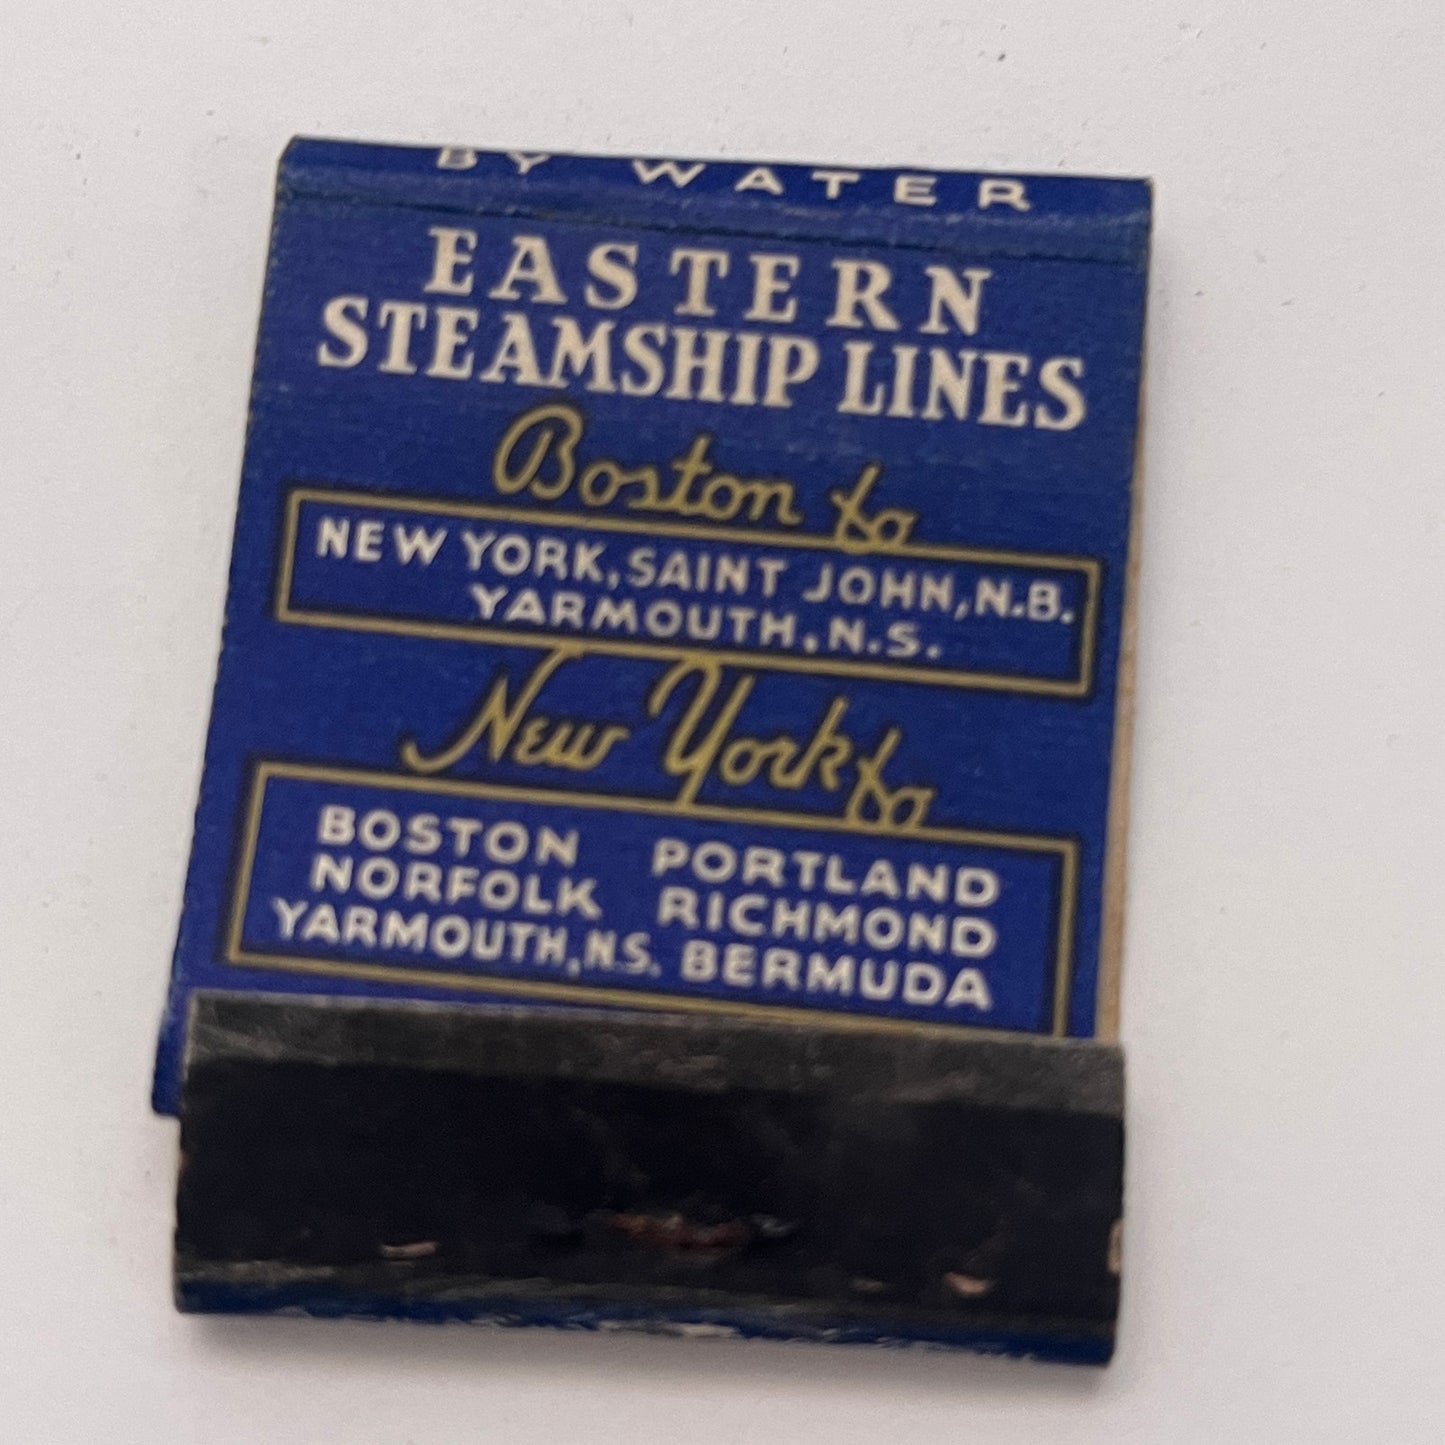 BY WATER
EASTERN
STEAMSHIP LINES
Boston to
NEW YORK, SAINT JOHN, N.B.
YARMOUTH, N.S.
New York to
BOSTON PORTLAND
NORFOLK RICHMOND
YARMOUTH, N.S. BERMUDA